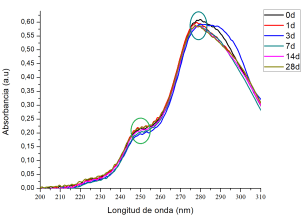 0,60
0,55
0,50
0,45
0,40
0,35
0,30
0,25
0,20
0,15
0,10
0,05
0,00
Absorbancia (a.u)
200 210 220 230 240 250 260 270 280 290 300 310
Longitud de onda (nm)
0d
1d
3d
7d
14d
28d